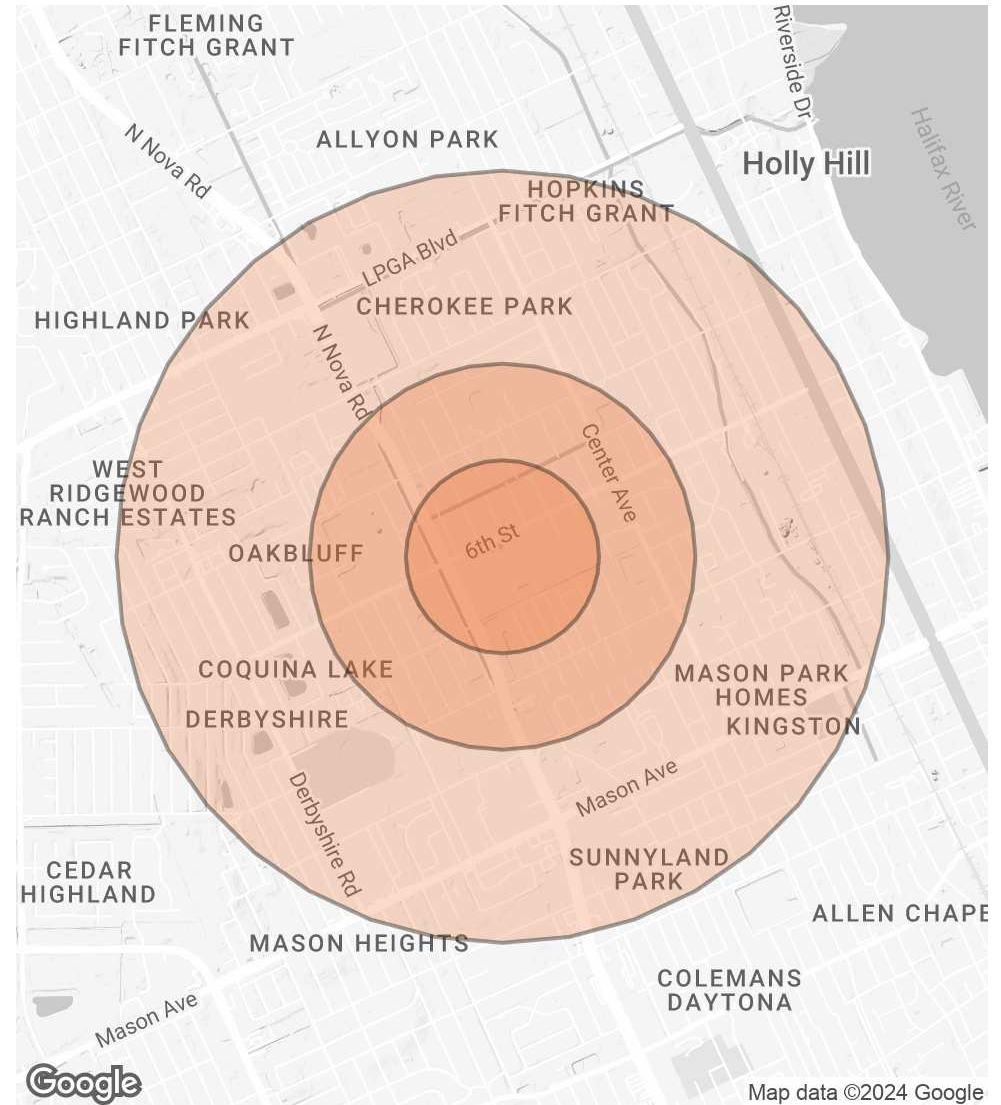 FLEMING
FITCH GRANT
Riverside Dr
N Nova Rd
ALLYON PARK
Holly Hill
Halifax River
HOPKINS
FITCH GRANT
LPGA Blvd
CHEROKEE PARK
HIGHLAND PARK
N Nova Rd
Center Ave
WEST
RIDGEWOOD
RANCH ESTATES
6th St
OAKBLUFF
COQUINA LAKE
MASON PARK
HOMES
DERBYSHIRE
KINGSTON
Derbyshire Rd
Mason Ave
SUNNYLAND
PARK
CEDAR
HIGHLAND
ALLEN CHAPE
MASON HEIGHTS
COLEMANS
DAYTONA
Mason Ave
Google
Map data ©2024 Google